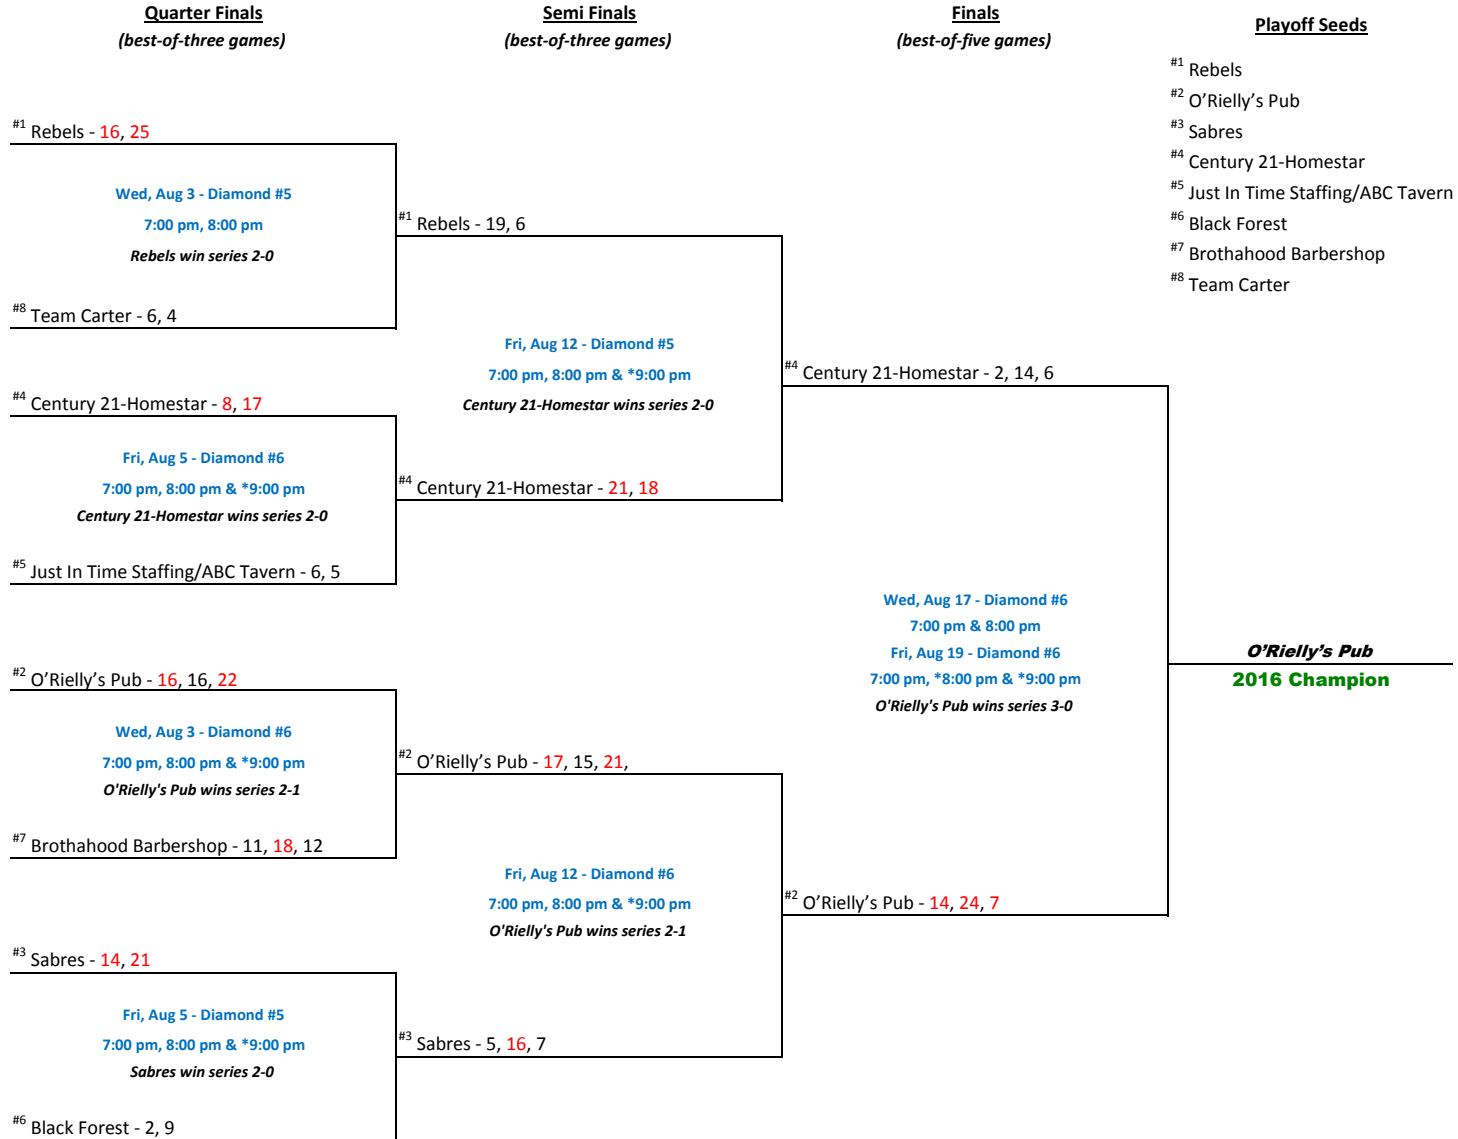 Quarter Finals
(best-of-three games)
Semi Finals
(best-of-three games)
Finals
(best-of-five games)
Playoff Seeds
#1 Rebels
#2 O'Rielly's Pub
#3 Sabres
#4 Century 21-Homestar
#5 Just In Time Staffing/ABC Tavern
#6 Black Forest
#7 Brothahood Barbershop
#8 Team Carter
#1 Rebels - 16, 25
Wed, Aug 3 - Diamond #5
7:00 pm, 8:00 pm
Rebels win series 2-0
#8 Team Carter - 6, 4
#4 Century 21-Homestar - 8, 17
Fri, Aug 5 - Diamond #6
7:00 pm, 8:00 pm & *9:00 pm
Century 21-Homestar wins series 2-0
#5 Just In Time Staffing/ABC Tavern - 6, 5
#2 O'Rielly's Pub - 16, 16, 22
Wed, Aug 3 - Diamond #6
7:00 pm, 8:00 pm & *9:00 pm
O'Rielly's Pub wins series 2-1
#7 Brothahood Barbershop - 11, 18, 12
#3 Sabres - 14, 21
Fri, Aug 5 - Diamond #5
7:00 pm, 8:00 pm & *9:00 pm
Sabres win series 2-0
#6 Black Forest - 2, 9
#1 Rebels - 19, 6
Fri, Aug 12 - Diamond #5
7:00 pm, 8:00 pm & *9:00 pm
Century 21-Homestar wins series 2-0
#4 Century 21-Homestar - 21, 18
#2 O'Rielly's Pub - 17, 15, 21,
Fri, Aug 12 - Diamond #6
7:00 pm, 8:00 pm & *9:00 pm
O'Rielly's Pub wins series 2-1
#3 Sabres - 5, 16, 7
#4 Century 21-Homestar - 2, 14, 6
Wed, Aug 17 - Diamond #6
7:00 pm & 8:00 pm
Fri, Aug 19 - Diamond #6
7:00 pm, *8:00 pm & *9:00 pm
O'Rielly's Pub wins series 3-0
#2 O'Rielly's Pub - 14, 24, 7
O'Rielly's Pub
2016 Champion